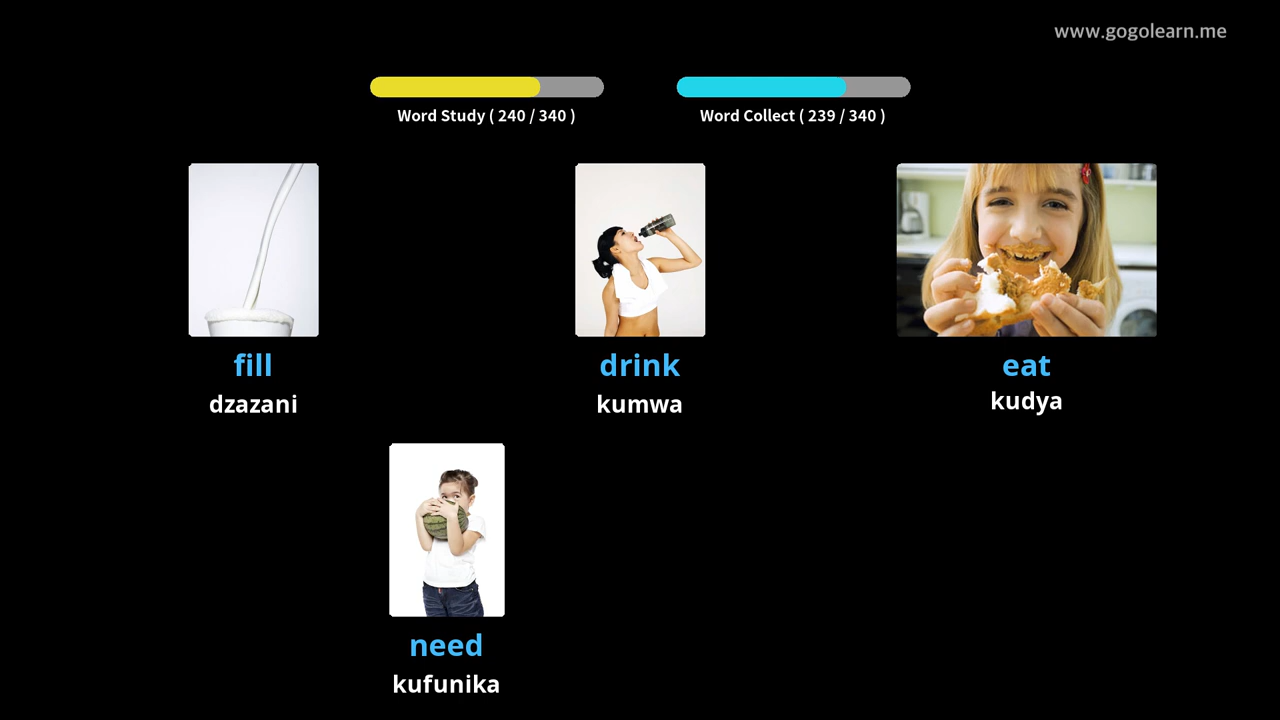 www.gogolearn.me
Word Study ( 240 / 340 )
Word Collect ( 239 / 340 )
fill
dzazani
drink
kumwa
eat
kudya
need
kufunika